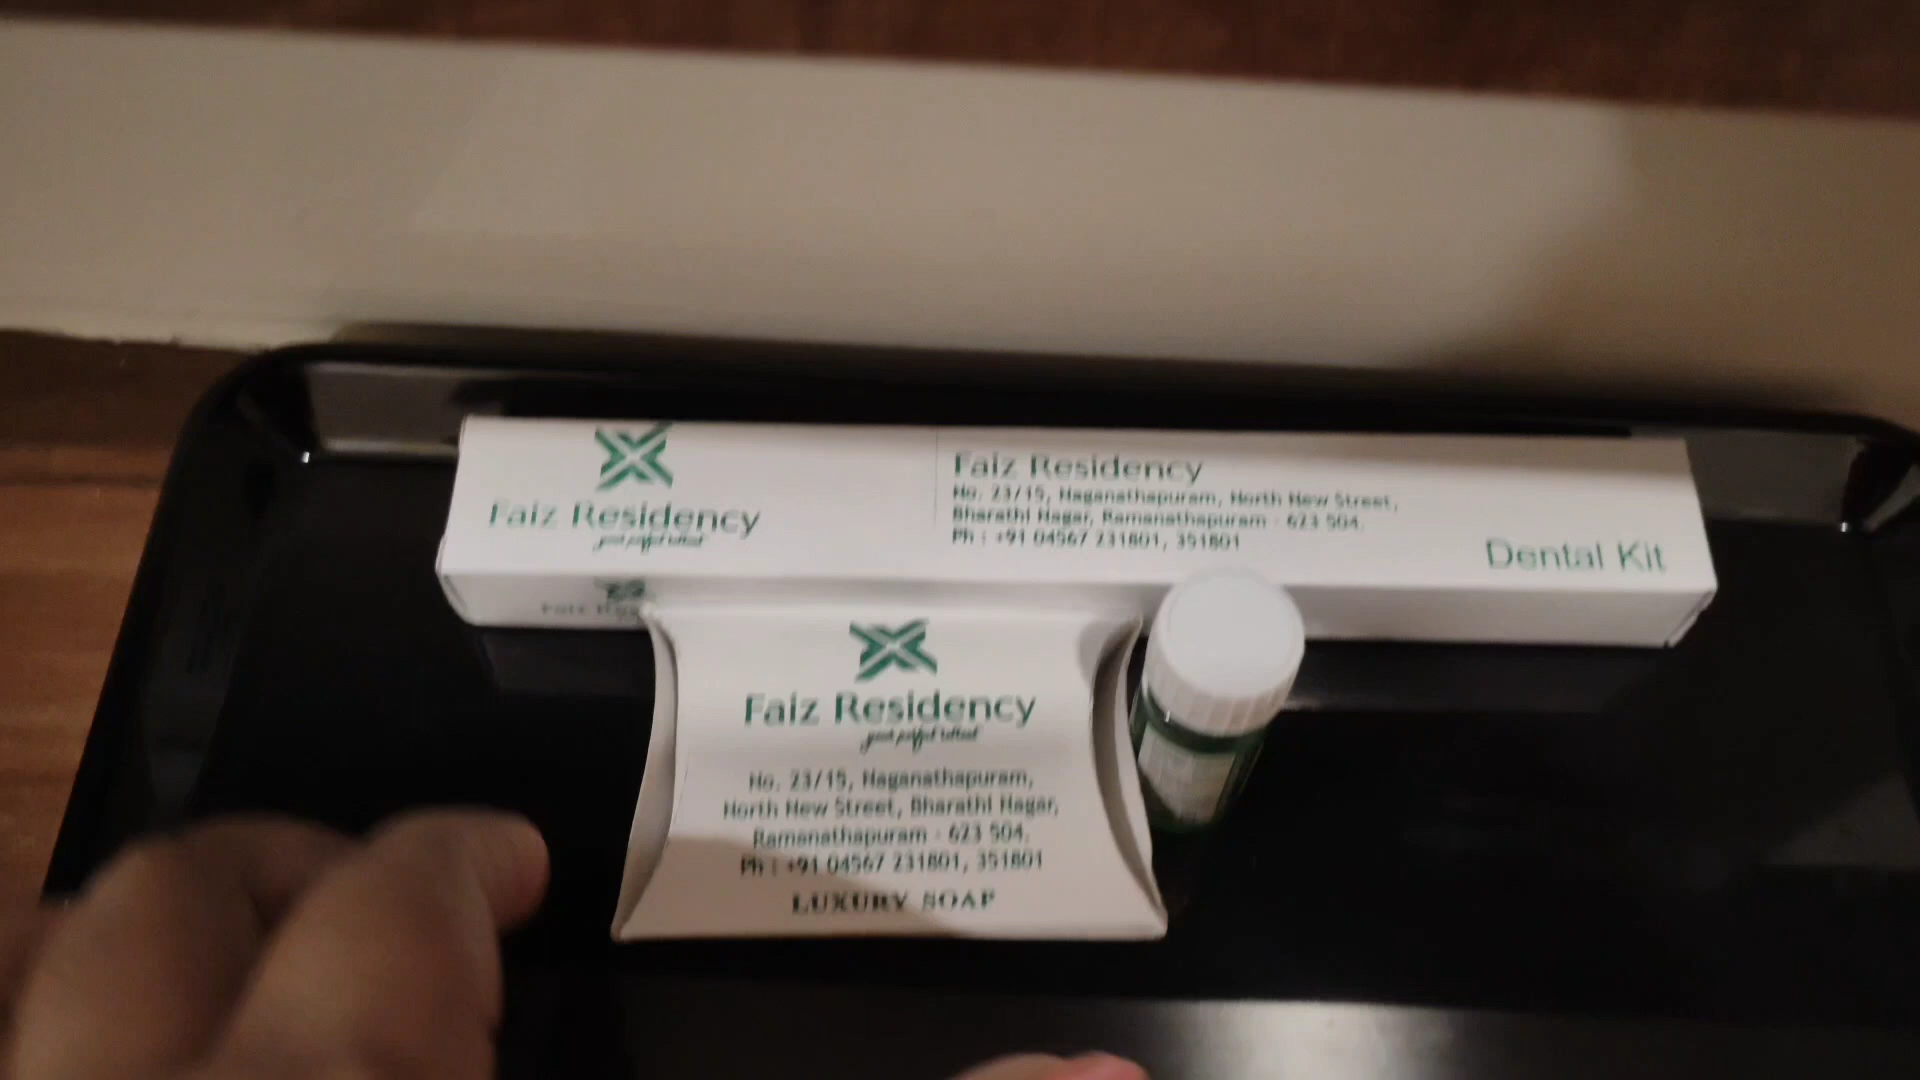 Faiz Residency
Faiz Residency
No. 23/15, Naganathapuram, North New Street,
Bharathi Nagar, Ramanathapuram - 623 504.
Ph : +91 04567 231801, 351801
Dental Kit
Faiz
Faiz Residency
No. 23/15, Naganathapuram,
North New Street, Bharathi Nagar,
Ramanathapuram - 623 504.
Ph : +91 04567 231801, 351801
LUXURY SOAP